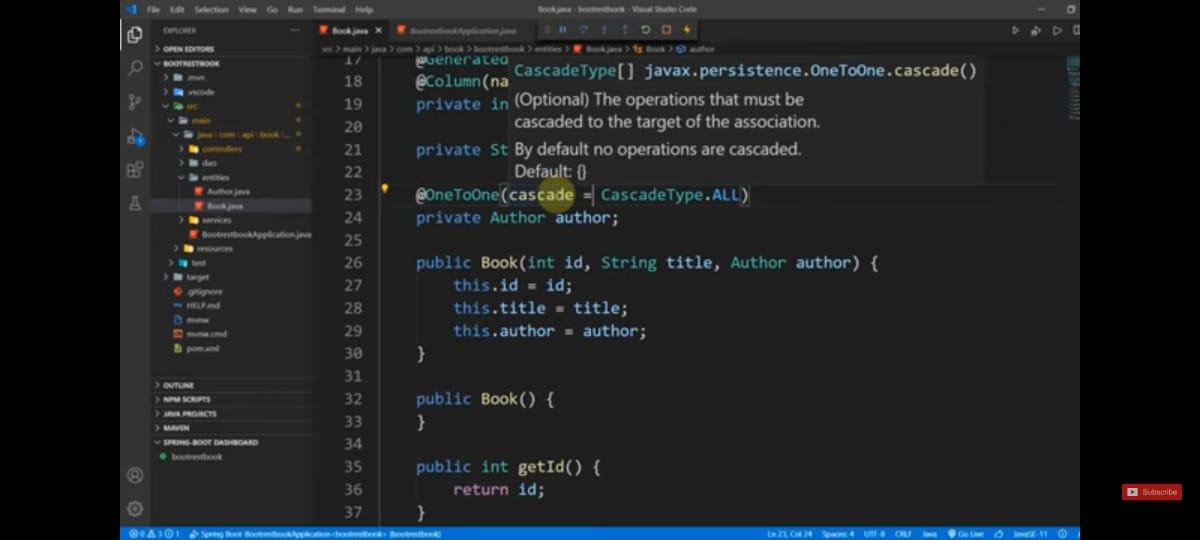 File Edit Selection View Go Run Terminal Help
Book.java - bootrestbook - Visual Studio Code
EXPLORER
Book.java
BootrestbookApplication.java
OPEN EDITORS
src > main > java > com > api > book > bootrestbook > entities > Book.java > Book > author
BOOTRESTBOOK
.mvn
.vscode
src
main
java \ com \ api \ book \ ...
controllers
dao
entities
Author.java
Book.java
services
BootrestbookApplication.java
resources
test
target
.gitignore
HELP.md
mvnw
mvnw.cmd
pom.xml
OUTLINE
NPM SCRIPTS
JAVA PROJECTS
MAVEN
SPRING-BOOT DASHBOARD
bootrestbook
17 @Generated
18 @Column(na
19 private in
20
21 private St
22
CascadeType[] javax.persistence.OneToOne.cascade()
(Optional) The operations that must be
cascaded to the target of the association.
By default no operations are cascaded.
Default: {}
23 @OneToOne(cascade = CascadeType.ALL)
24 private Author author;
25
26 public Book(int id, String title, Author author) {
27 this.id = id;
28 this.title = title;
29 this.author = author;
30 }
31
32 public Book() {
33 }
34
35 public int getId() {
36 return id;
37 }
Subscribe
0 3 1 Spring Boot-BootrestbookApplication<bootrestbook> (bootrestbook)
Ln 23, Col 24 Spaces: 4 UTF-8 CRLF Java Go Live JavaSE-11